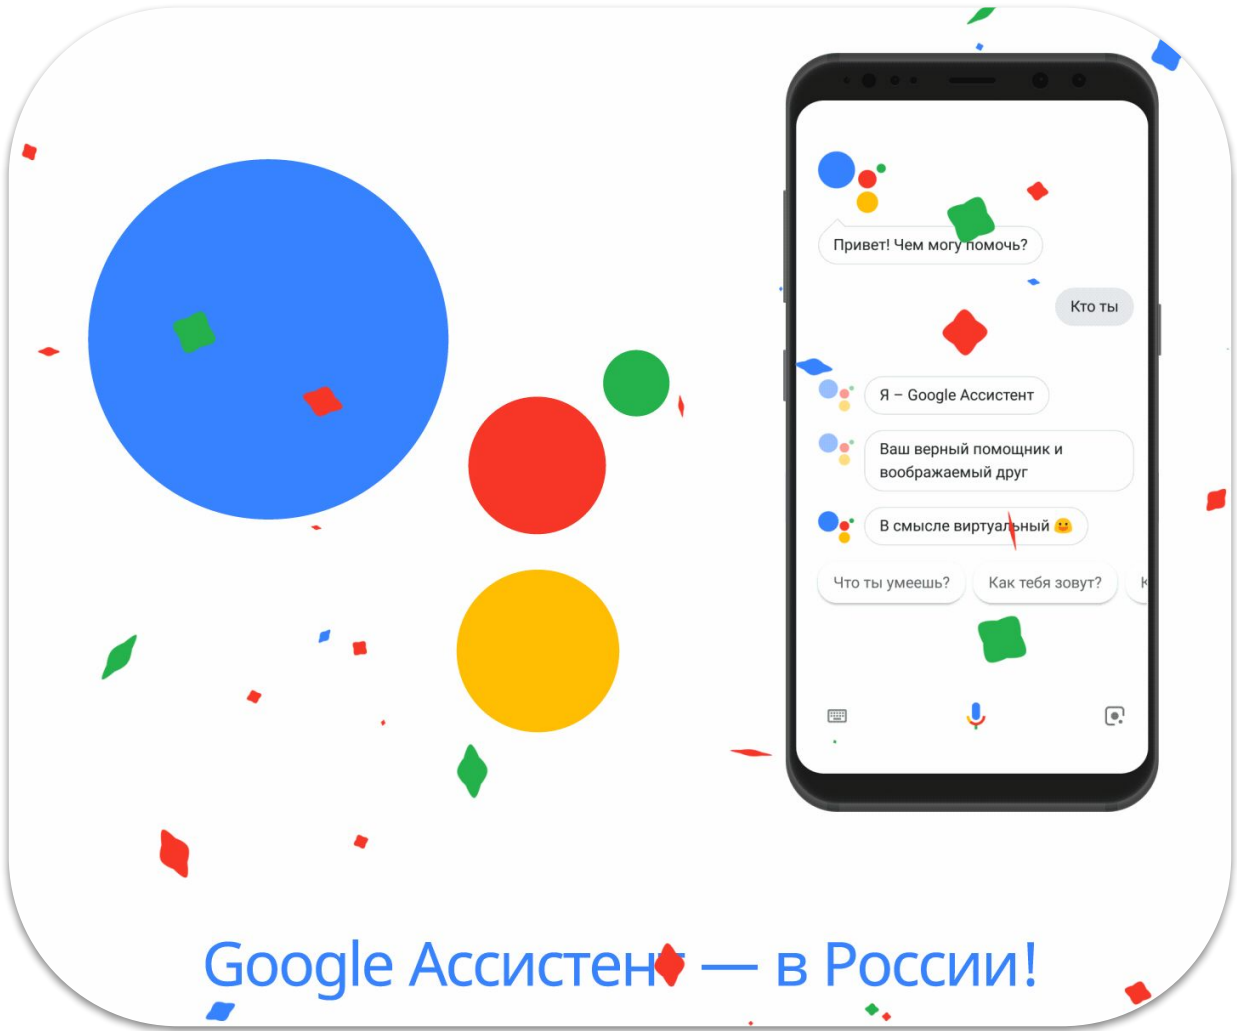 Привет! Чем могу помочь?
Кто ты
Я – Google Ассистент
Ваш верный помощник и
воображаемый друг
В смысле виртуальный
Что ты умеешь?
Как тебя зовут?
К
Google Ассистент — в России!